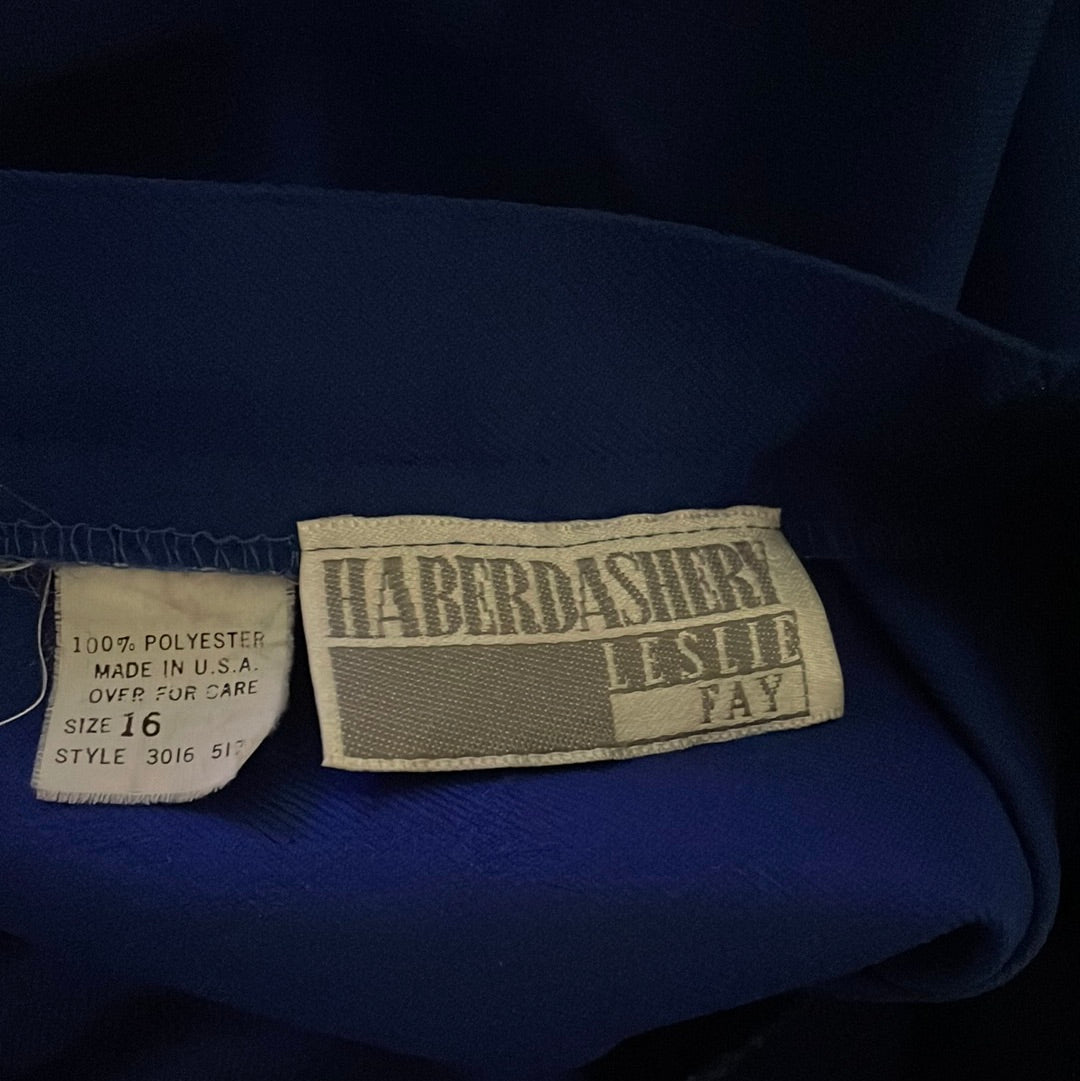 100% POLYESTER
MADE IN U.S.A.
OVER FOR CARE
SIZE 16
STYLE 3016
HABERDASHERY
LESLIE
FAY